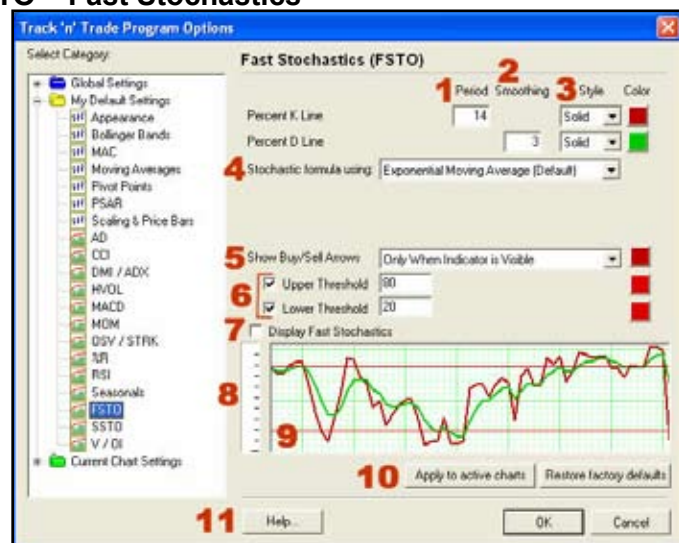 Fast Stochastics
Track 'n' Trade Program Options
Select Category:
Global Settings
My Default Settings
Appearance
Bollinger Bands
MAC
Moving Averages
Pivot Points
PSAR
Scaling & Price Bars
AD
CCI
DMI / ADX
HVOL
MACD
MOM
OSV / STRK
%R
RSI
Seasonals
FSTO
SSTO
V / OI
Current Chart Settings
Fast Stochastics (FSTO)
1 Period 2 Smoothing 3 Style Color
Percent K Line 14 Solid
Percent D Line 3 Solid
4 Stochastic formula using: Exponential Moving Average (Default)
5 Show Buy/Sell Arrows Only When Indicator is Visible
6
Upper Threshold 80
Lower Threshold 20
7 Display Fast Stochastics
8
9
10 Apply to active charts Restore factory defaults
11 Help... OK Cancel